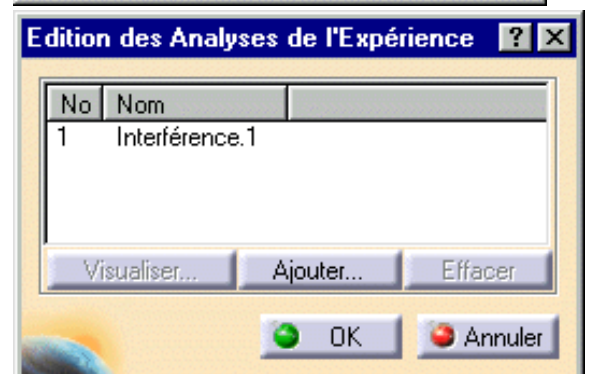 Edition des Analyses de l'Expérience
No Nom
1 Interférence.1
Visualiser... Ajouter... Effacer
OK Annuler